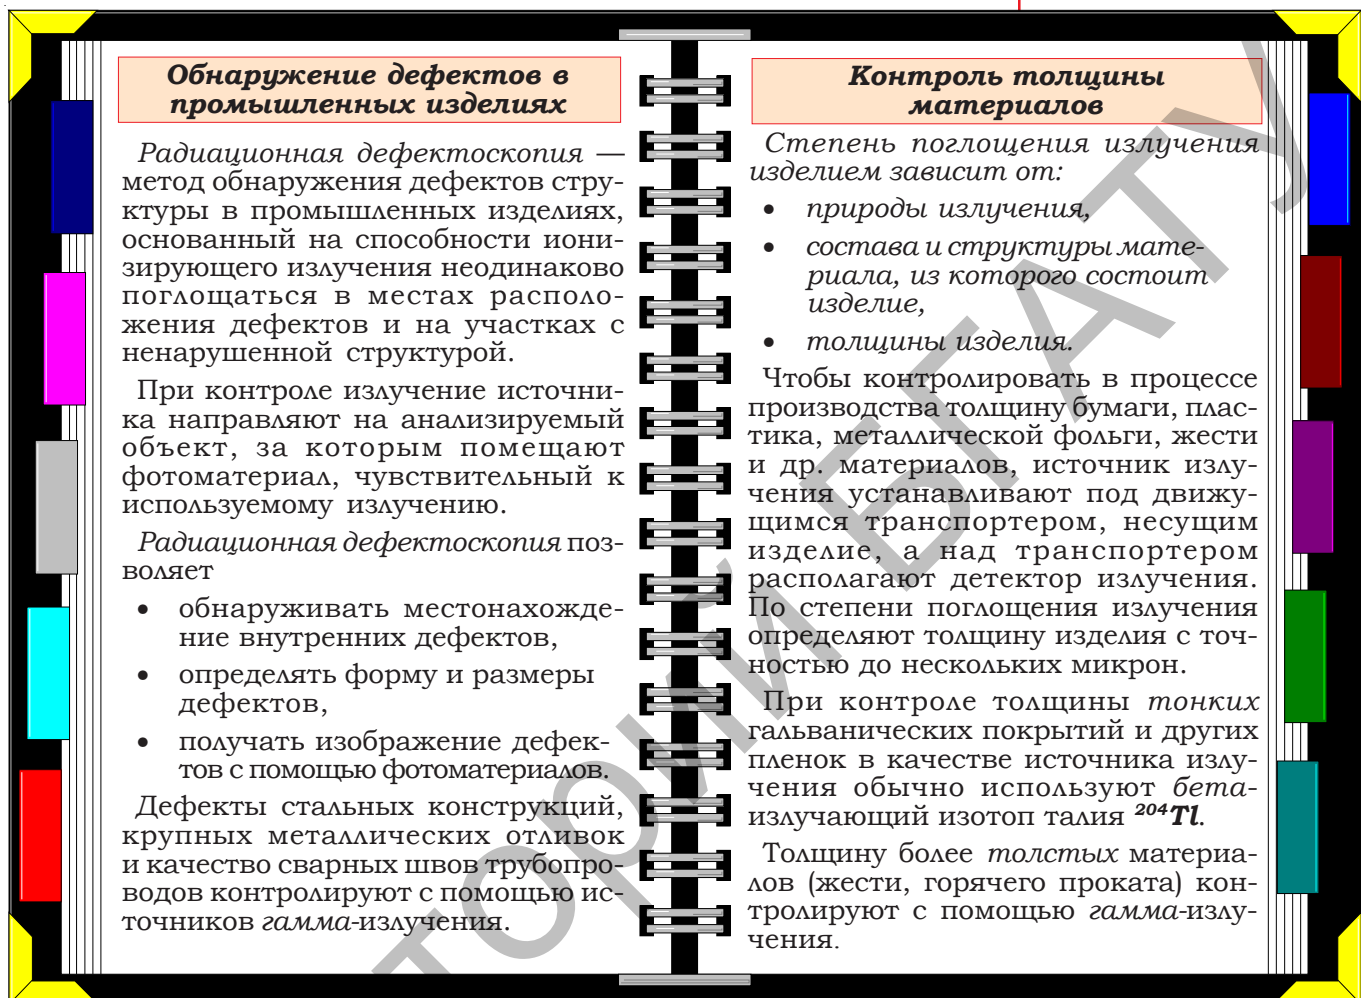 Обнаружение дефектов в
промышленных изделиях
Радиационная дефектоскопия —
метод обнаружения дефектов стру-
ктуры в промышленных изделиях,
основанный на способности иони-
зирующего излучения неодинаково
поглощаться в местах располо-
жения дефектов и на участках с
ненарушенной структурой.
При контроле излучение источни-
ка направляют на анализируемый
объект, за которым помещают
фотоматериал, чувствительный к
используемому излучению.
Радиационная дефектоскопия поз-
воляет
• обнаруживать местонахожде-
ние внутренних дефектов,
• определять форму и размеры
дефектов,
• получать изображение дефек-
тов с помощью фотоматериалов.
Дефекты стальных конструкций,
крупных металлических отливок
и качество сварных швов трубопро-
водов контролируют с помощью ис-
точников гамма-излучения.
Контроль толщины
материалов
Степень поглощения излучения
изделием зависит от:
• природы излучения,
• состава и структуры мате-
риала, из которого состоит
изделие,
• толщины изделия.
Чтобы контролировать в процессе
производства толщину бумаги, плас-
тика, металлической фольги, жести
и др. материалов, источник излу-
чения устанавливают под движу-
щимся транспортером, несущим
изделие, а над транспортером
располагают детектор излучения.
По степени поглощения излучения
определяют толщину изделия с точ-
ностью до нескольких микрон.
При контроле толщины тонких
гальванических покрытий и других
пленок в качестве источника излу-
чения обычно используют бета-
излучающий изотоп талия ²⁰⁴Tl.
Толщину более толстых материа-
лов (жести, горячего проката) кон-
тролируют с помощью гамма-излу-
чения.
торий БГАТУ